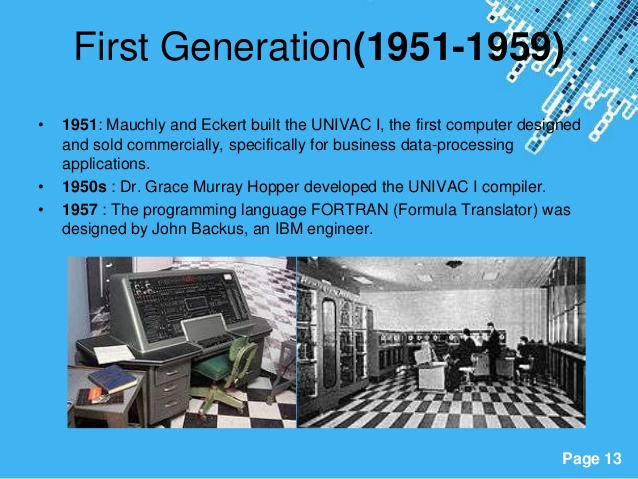 First Generation(1951-1959)
• 1951: Mauchly and Eckert built the UNIVAC I, the first computer designed
and sold commercially, specifically for business data-processing
applications.
• 1950s : Dr. Grace Murray Hopper developed the UNIVAC I compiler.
• 1957 : The programming language FORTRAN (Formula Translator) was
designed by John Backus, an IBM engineer.
Page 13